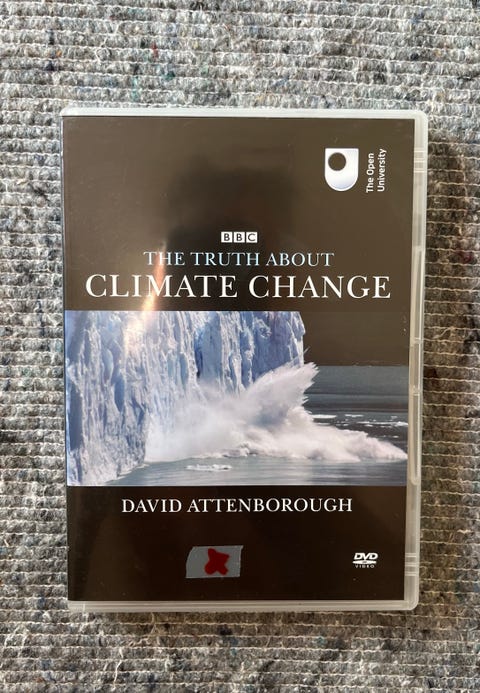 The Open
University
BBC
THE TRUTH ABOUT
CLIMATE CHANGE
DAVID ATTENBOROUGH
DVD
VIDEO